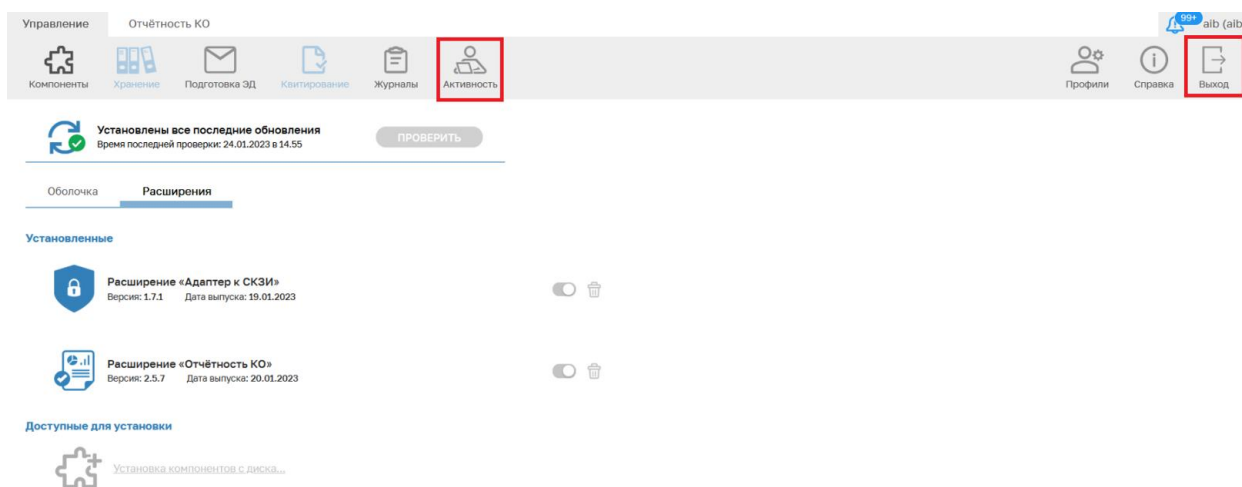 Управление Отчётность КО 99+ aib (aib
Компоненты Хранение Подготовка ЭД Квитирование Журналы Активность Профили Справка Выход
Установлены все последние обновления
Время последней проверки: 24.01.2023 в 14.55
ПРОВЕРИТЬ
Оболочка Расширения
Установленные
Расширение «Адаптер к СКЗИ»
Версия: 1.7.1 Дата выпуска: 19.01.2023
Расширение «Отчётность КО»
Версия: 2.5.7 Дата выпуска: 20.01.2023
Доступные для установки
Установка компонентов с диска...